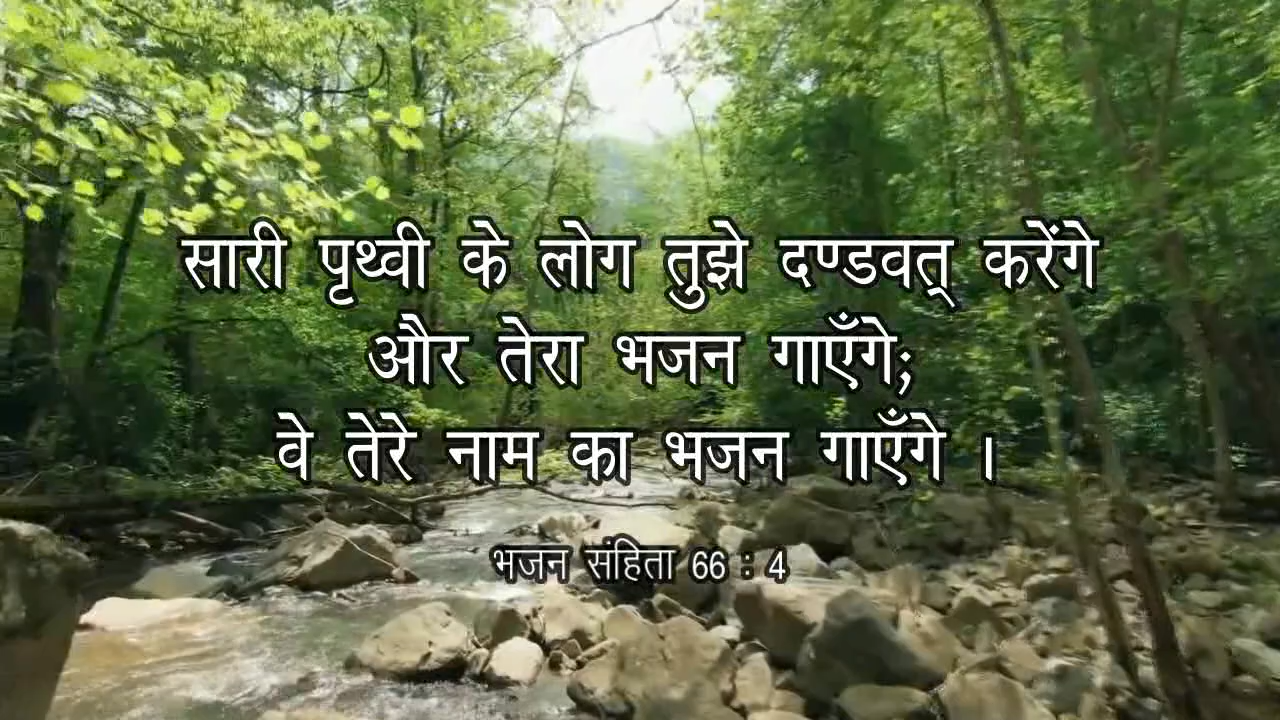 सारी पृथ्वी के लोग तुझे दण्डवत् करेंगे
और तेरा भजन गाएँगे;
वे तेरे नाम का भजन गाएँगे ।
भजन संहिता 66 : 4